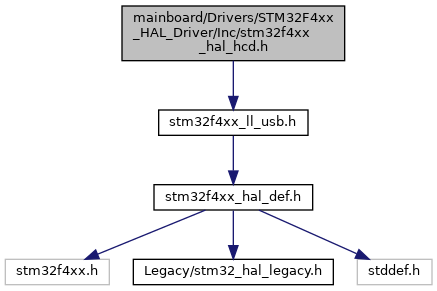 mainboard/Drivers/STM32F4xx
_HAL_Driver/Inc/stm32f4xx
_hal_hcd.h
stm32f4xx_ll_usb.h
stm32f4xx_hal_def.h
stm32f4xx.h
Legacy/stm32_hal_legacy.h
stddef.h